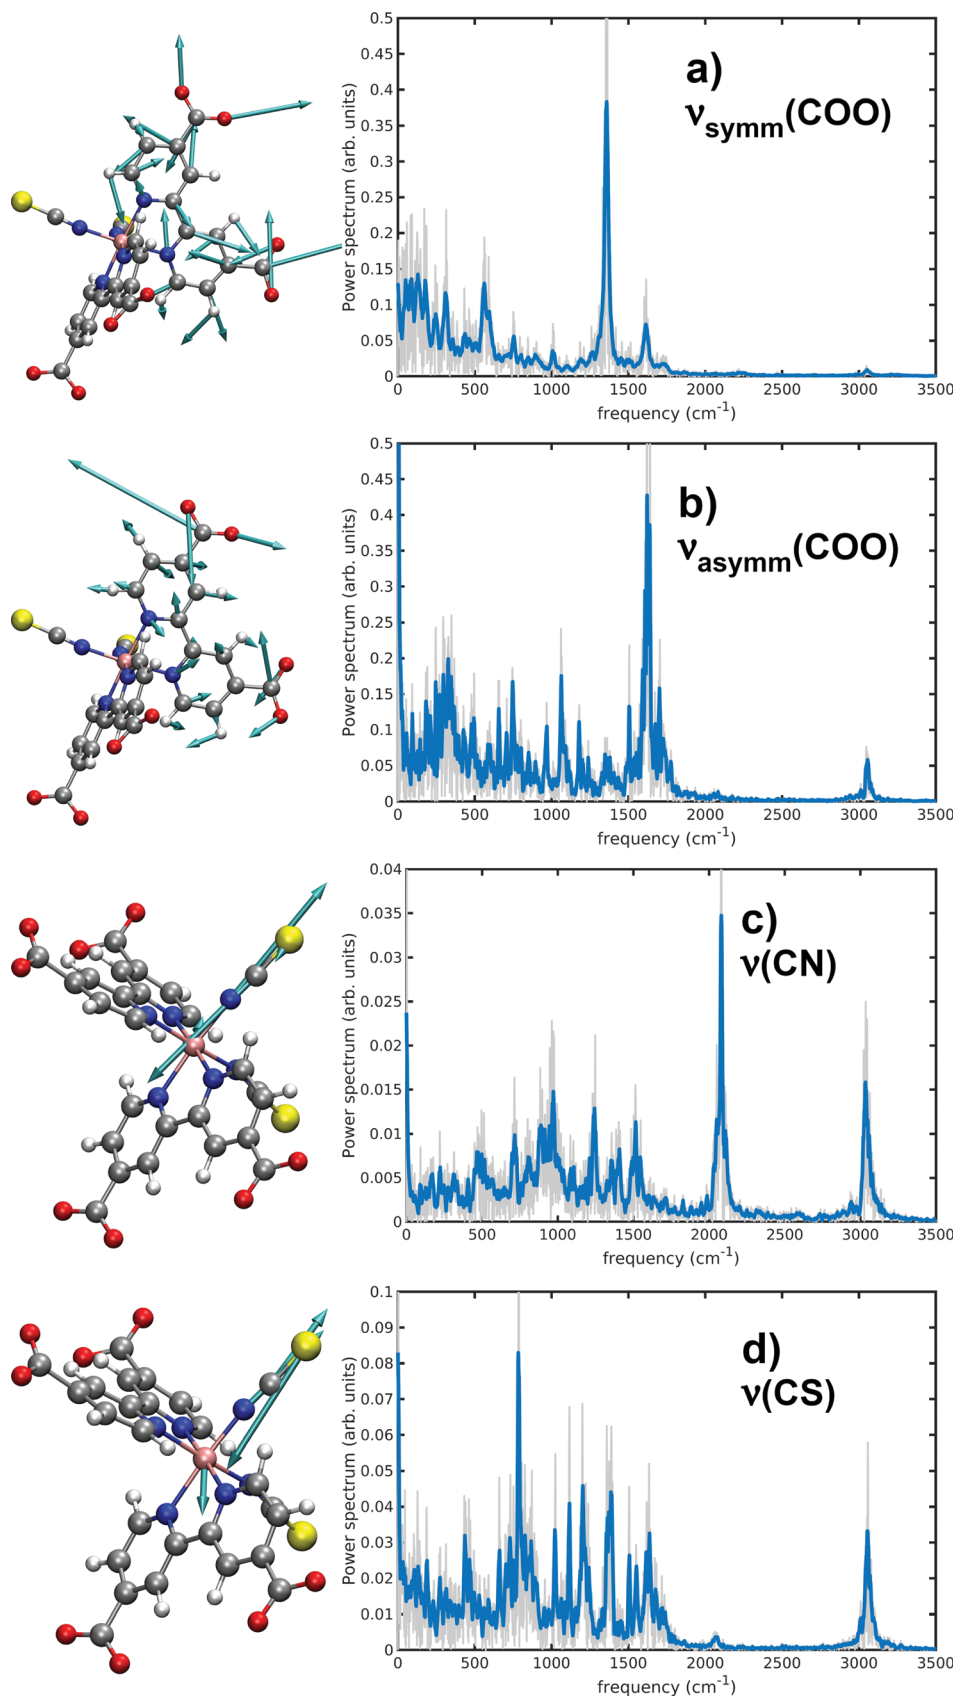 a)
νsymm(COO)
Power spectrum (arb. units)
0.5
0.45
0.4
0.35
0.3
0.25
0.2
0.15
0.1
0.05
0
0 500 1000 1500 2000 2500 3000 3500
frequency (cm-1)
b)
νasymm(COO)
Power spectrum (arb. units)
0.5
0.45
0.4
0.35
0.3
0.25
0.2
0.15
0.1
0.05
0
0 500 1000 1500 2000 2500 3000 3500
frequency (cm-1)
c)
ν(CN)
Power spectrum (arb. units)
0.04
0.035
0.03
0.025
0.02
0.015
0.01
0.005
0
0 500 1000 1500 2000 2500 3000 3500
frequency (cm-1)
d)
ν(CS)
Power spectrum (arb. units)
0.1
0.09
0.08
0.07
0.06
0.05
0.04
0.03
0.02
0.01
0
0 500 1000 1500 2000 2500 3000 3500
frequency (cm-1)